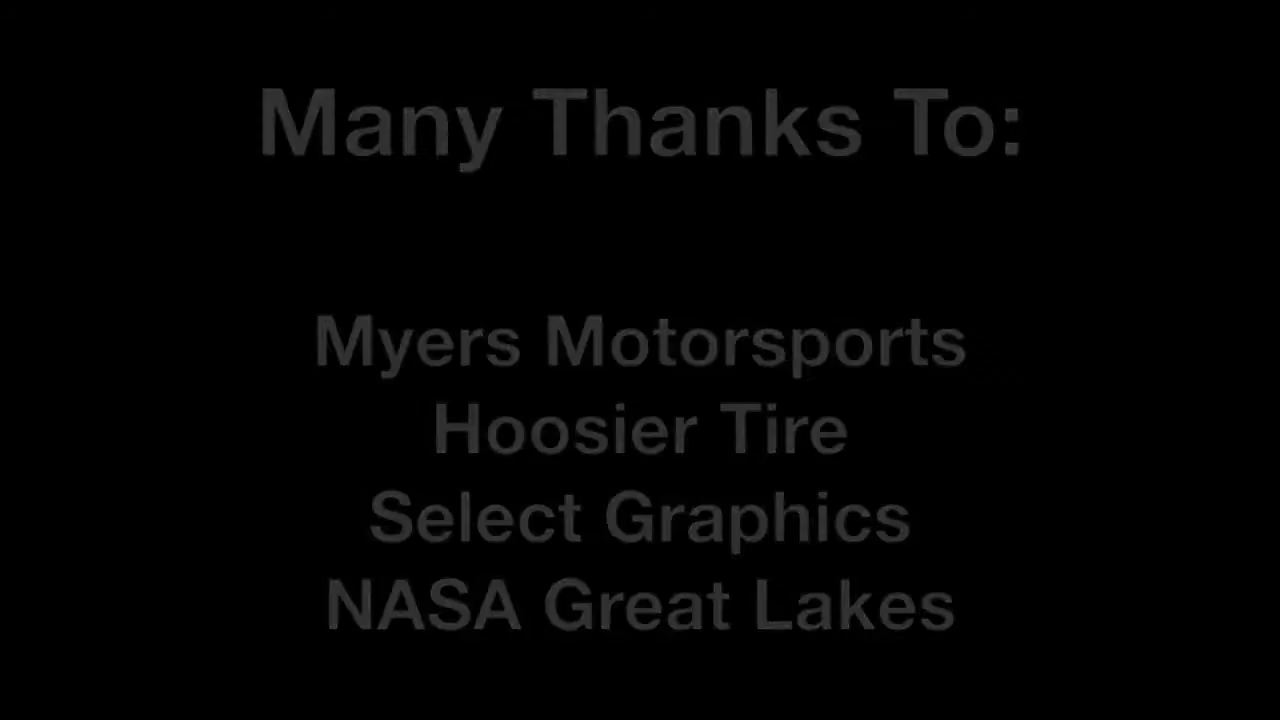 Many Thanks To:
Myers Motorsports
Hoosier Tire
Select Graphics
NASA Great Lakes